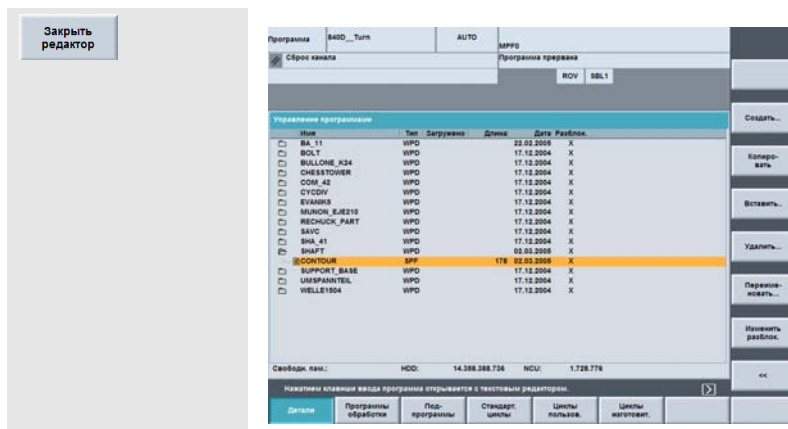 Закрыть
редактор
Программа 840D__Turn AUTO MPF0
Сброс канала Программа прервана
ROV SBL1
Управление программами
Имя Тип Загружено Длина Дата Разблок.
BA_11 WPD 22.02.2005 X
BOLT WPD 17.12.2004 X
BULLONE_K24 WPD 17.12.2004 X
CHESSTOWER WPD 17.12.2004 X
COM_42 WPD 17.12.2004 X
CYCDIV WPD 17.12.2004 X
EVANIK5 WPD 17.12.2004 X
MUNON_EJE210 WPD 17.12.2004 X
RECHUCK_PART WPD 17.12.2004 X
SAVC WPD 17.12.2004 X
SHA_41 WPD 17.12.2004 X
SHAFT WPD 02.03.2005 X
CONTOUR SPF 178 02.03.2005 X
SUPPORT_BASE WPD 17.12.2004 X
UMSPANNTEIL WPD 17.12.2004 X
WELLE1504 WPD 17.12.2004 X
Свободн. пам.: HDD: 14.358.388.736 NCU: 1.728.776
Нажатием клавиши ввода программа открывается с текстовым редактором.
Детали
Программы
обработки
Под-
программы
Стандарт.
циклы
Циклы
пользов.
Циклы
изготовит.
Создать...
Копиро-
вать
Вставить..
Удалить...
Переиме-
новать...
Изменить
разблок.
<<